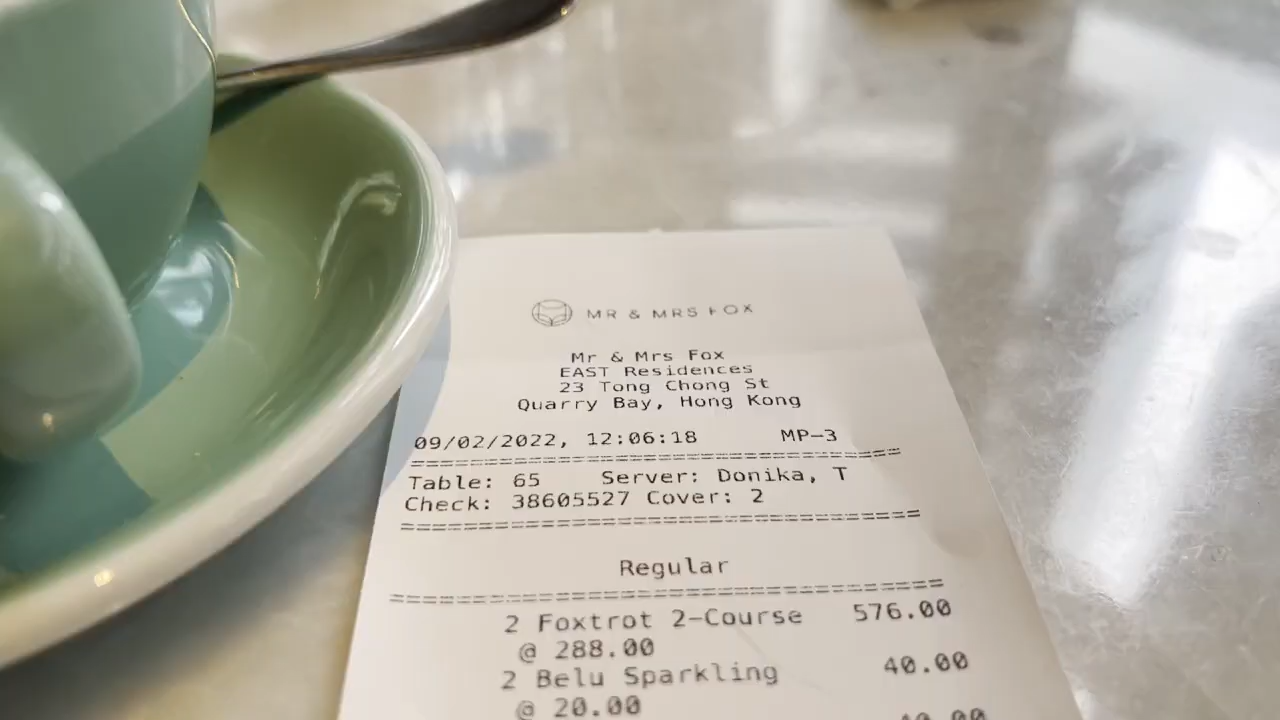 MR & MRS FOX
Mr & Mrs Fox
EAST Residences
23 Tong Chong St
Quarry Bay, Hong Kong
09/02/2022, 12:06:18 MP-3
================================
Table: 65 Server: Donika, T
Check: 38605527 Cover: 2
================================
Regular
================================
2 Foxtrot 2-Course 576.00
@ 288.00
2 Belu Sparkling 40.00
@ 20.00